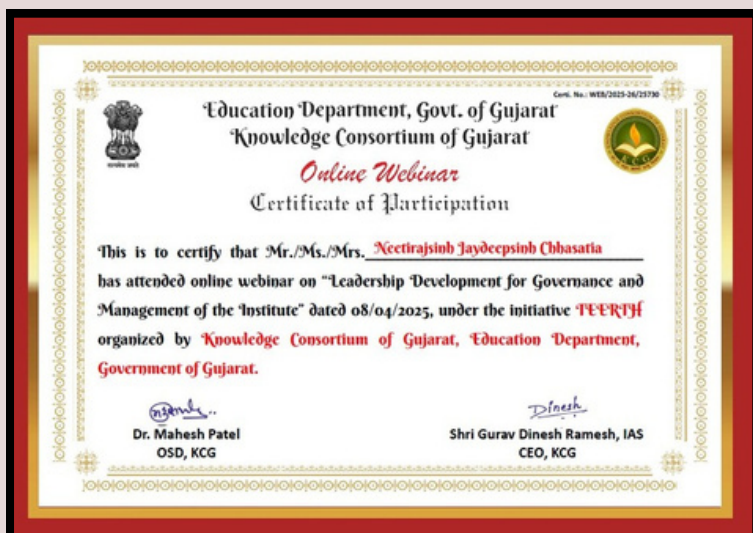 Certi. No.: WEB/2025-26/25730
Education Department, Govt. of Gujarat
Knowledge Consortium of Gujarat
सत्यमेव जयते
KCG
Online Webinar
Certificate of Participation
This is to certify that Mr./Ms./Mrs. Neetirajsinh Jaydeepsinh Chhasatia
has attended online webinar on "Leadership Development for Governance and
Management of the Institute" dated 08/04/2025, under the initiative TEERTH
organized by Knowledge Consortium of Gujarat, Education Department,
Government of Gujarat.
Dinesh
Dr. Mahesh Patel
Shri Gurav Dinesh Ramesh, IAS
OSD, KCG
CEO, KCG